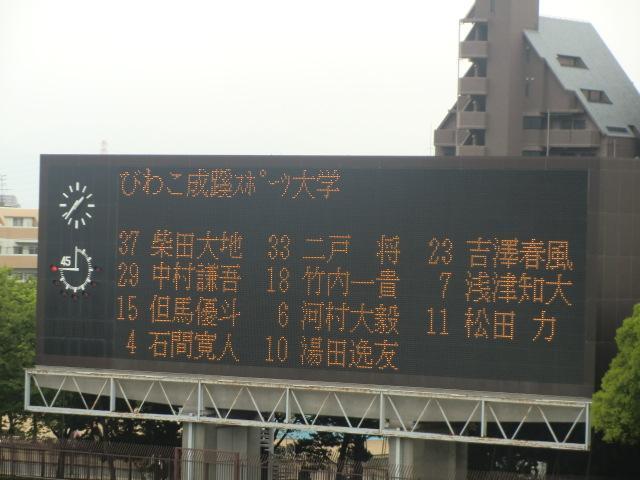 びわこ成蹊ｽﾎﾟｰﾂ大学
37 柴田大地 33 二戸 将 23 吉澤春風
29 中村謙吾 18 竹内一貴 7 浅津知大
15 但馬優斗 6 河村大毅 11 松田 力
4 石間寛人 10 湯田逸友
45